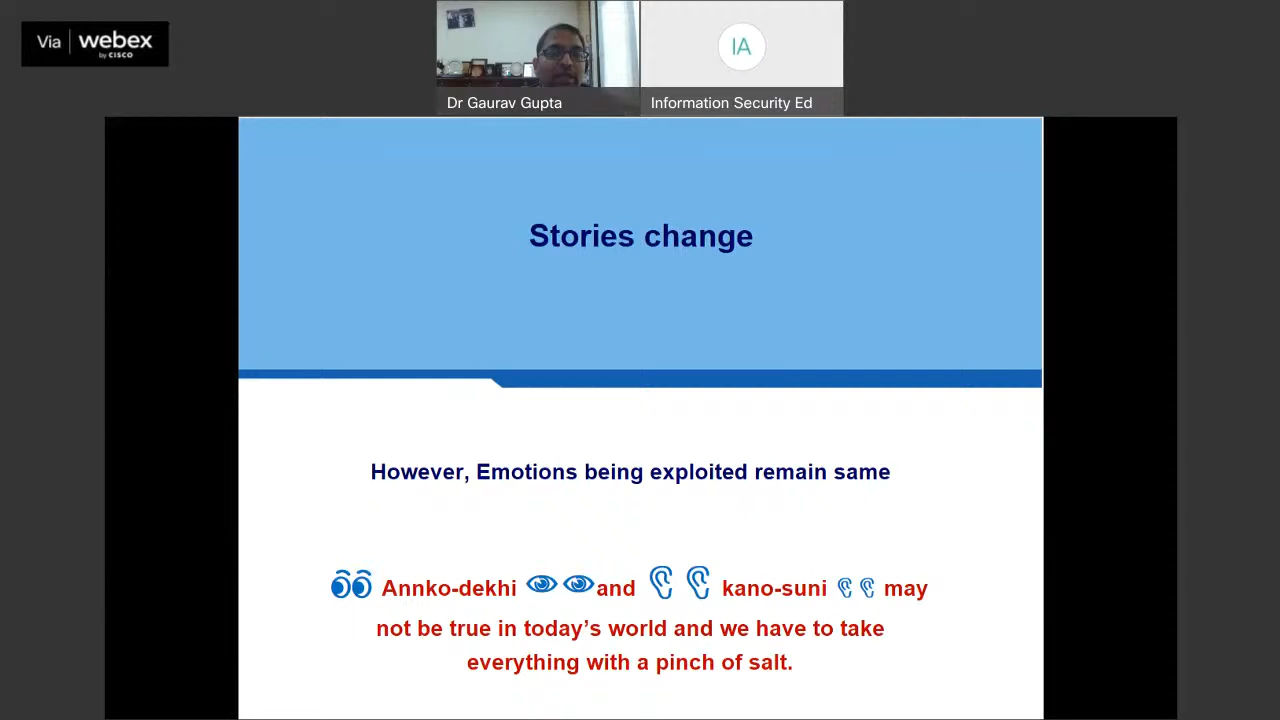 Via webex
by CISCO
IA
Dr Gaurav Gupta
Information Security Ed
Stories change
However, Emotions being exploited remain same
Annko-dekhi and kano-suni may
not be true in today's world and we have to take
everything with a pinch of salt.